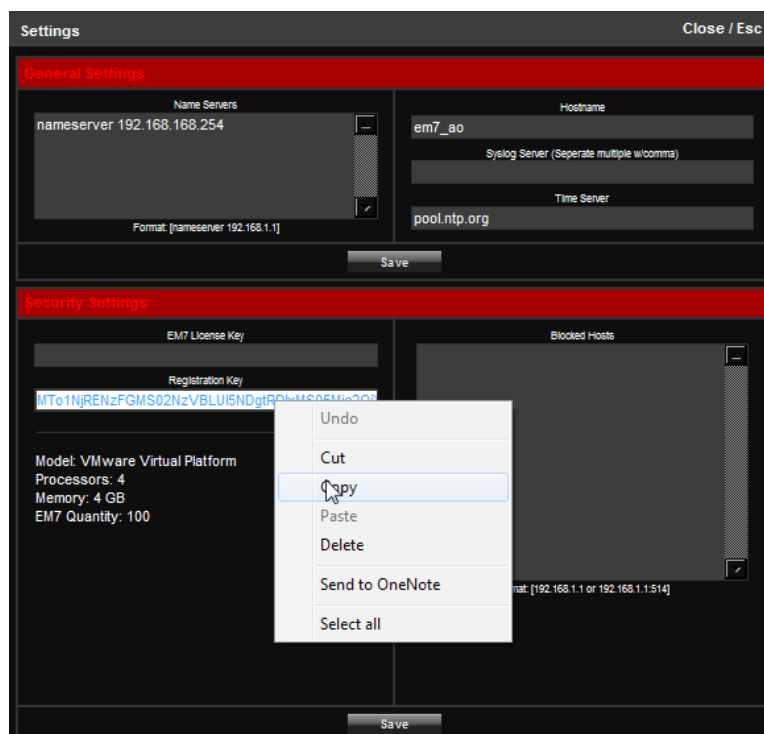 Settings
Close / Esc
General Settings
Name Servers
nameserver 192.168.168.254
Format: [nameserver 192.168.1.1]
Hostname
em7_ao
Syslog Server (Seperate multiple w/comma)
Time Server
pool.ntp.org
Save
Security Settings
EM7 License Key
Registration Key
Model: VMware Virtual Platform
Processors: 4
Memory: 4 GB
EM7 Quantity: 100
Blocked Hosts
[192.168.1.1 or 192.168.1.1:514]
Undo
Cut
Copy
Paste
Delete
Send to OneNote
Select all
Save